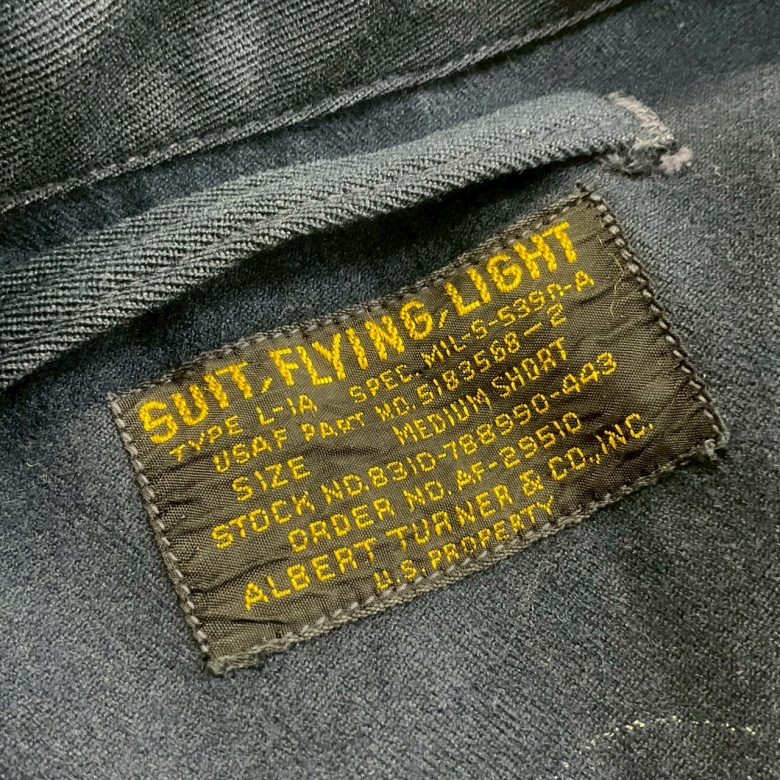 SUIT, FLYING, LIGHT
TYPE L-1A SPEC. MIL-S-5390-A
USAF PART NO. 5183568-2
SIZE MEDIUM SHORT
STOCK NO. 8310-788990-443
ORDER NO. AF-29510
ALBERT TURNER & CO., INC.
U.S. PROPERTY